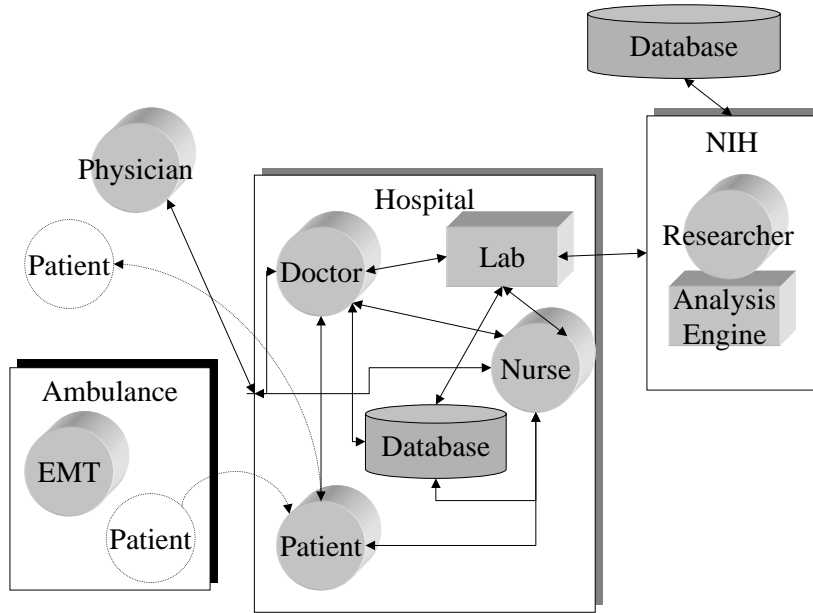 Database
NIH
Physician
Hospital
Researcher
Patient
Doctor
Lab
Analysis
Engine
Ambulance
Nurse
Database
EMT
Patient
Patient